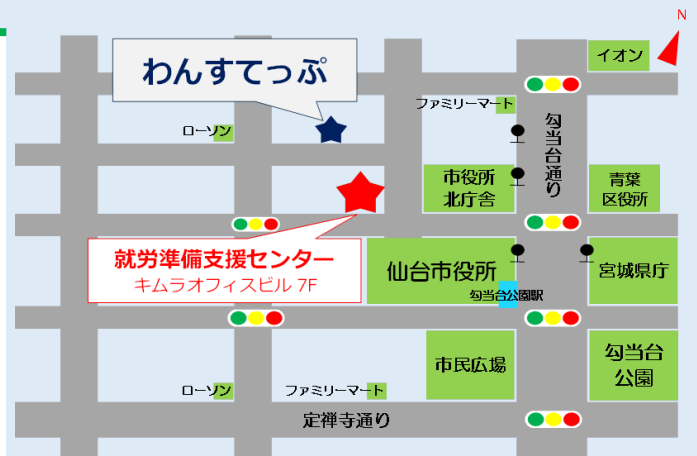 N
イオン
わんすてっぷ
ファミリーマート
ローソン
勾当台通り
市役所
北庁舎
青葉
区役所
就労準備支援センター
キムラオフィスビル 7F
仙台市役所
宮城県庁
勾当台公園駅
市民広場
勾当台
公園
ローソン
ファミリーマート
定禅寺通り